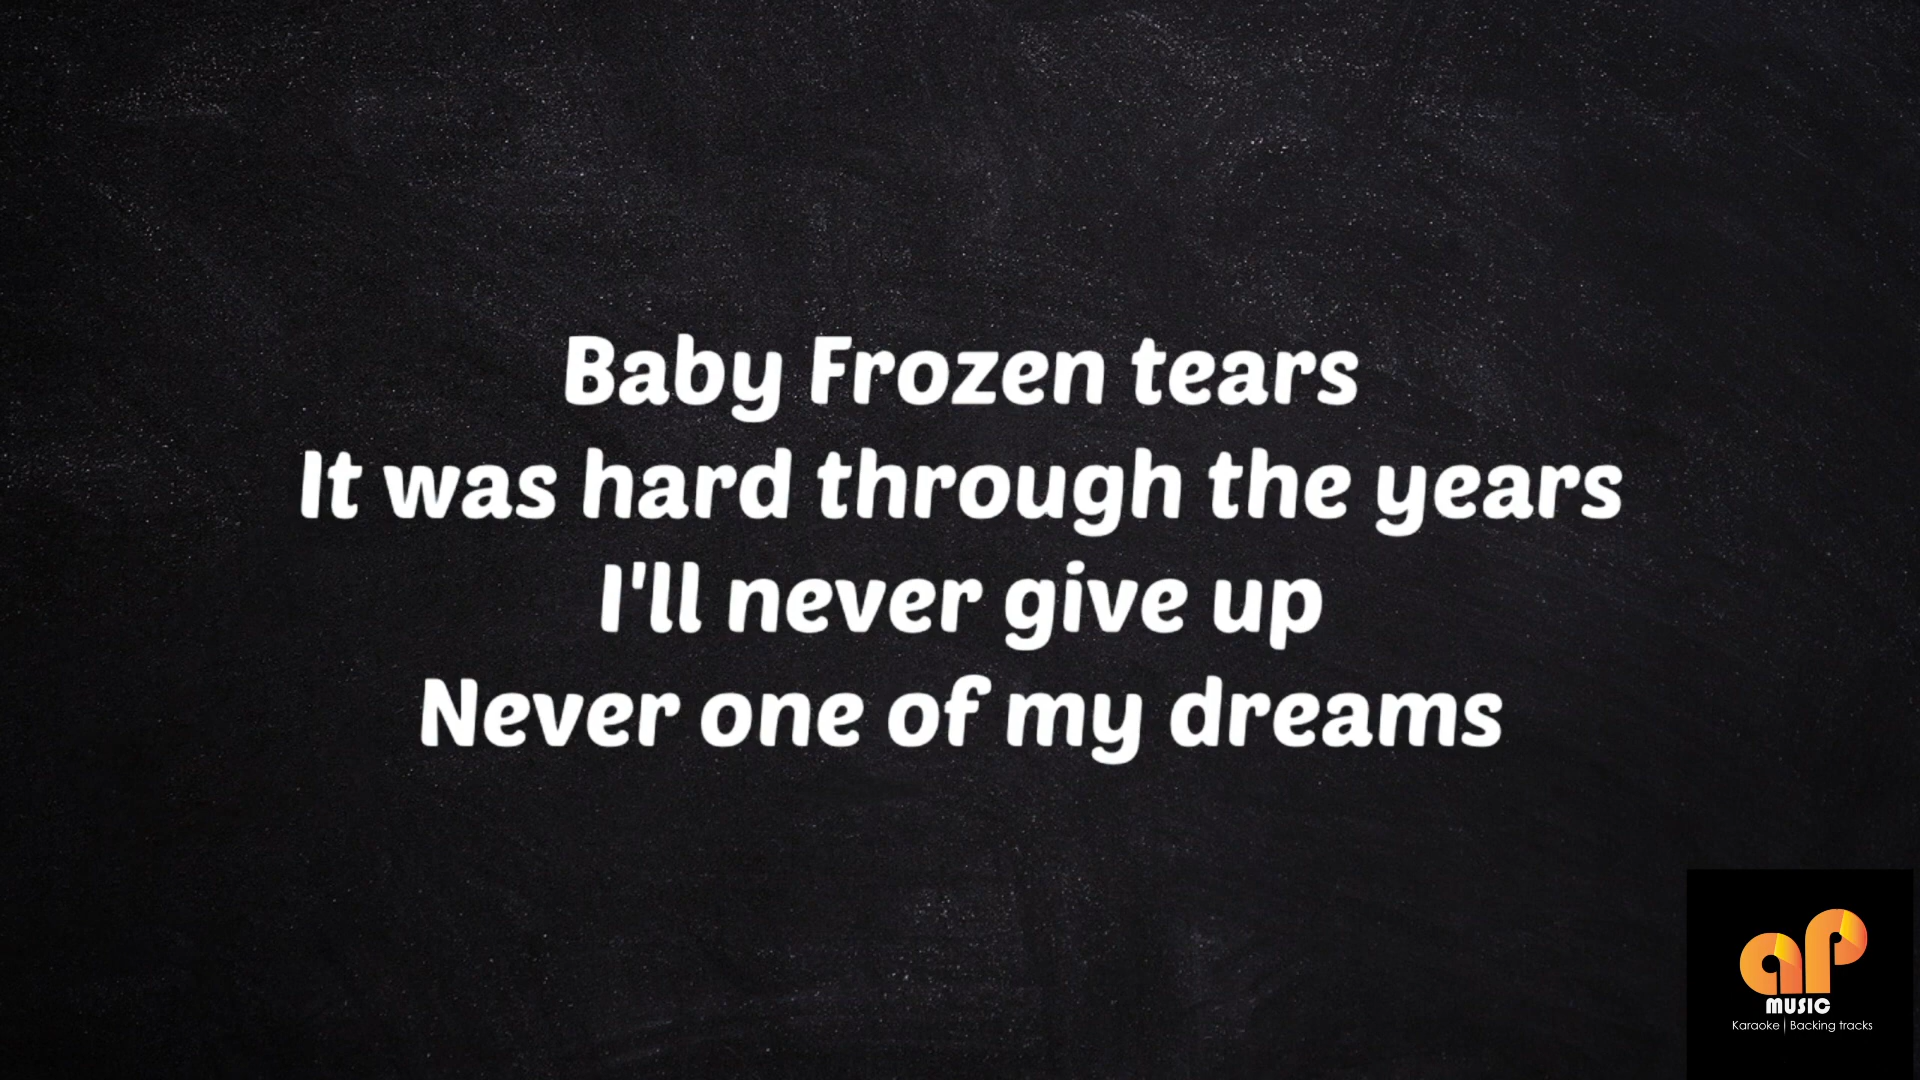 Baby Frozen tears
It was hard through the years
I'll never give up
Never one of my dreams
aP
MUSIC
Karaoke | Backing tracks